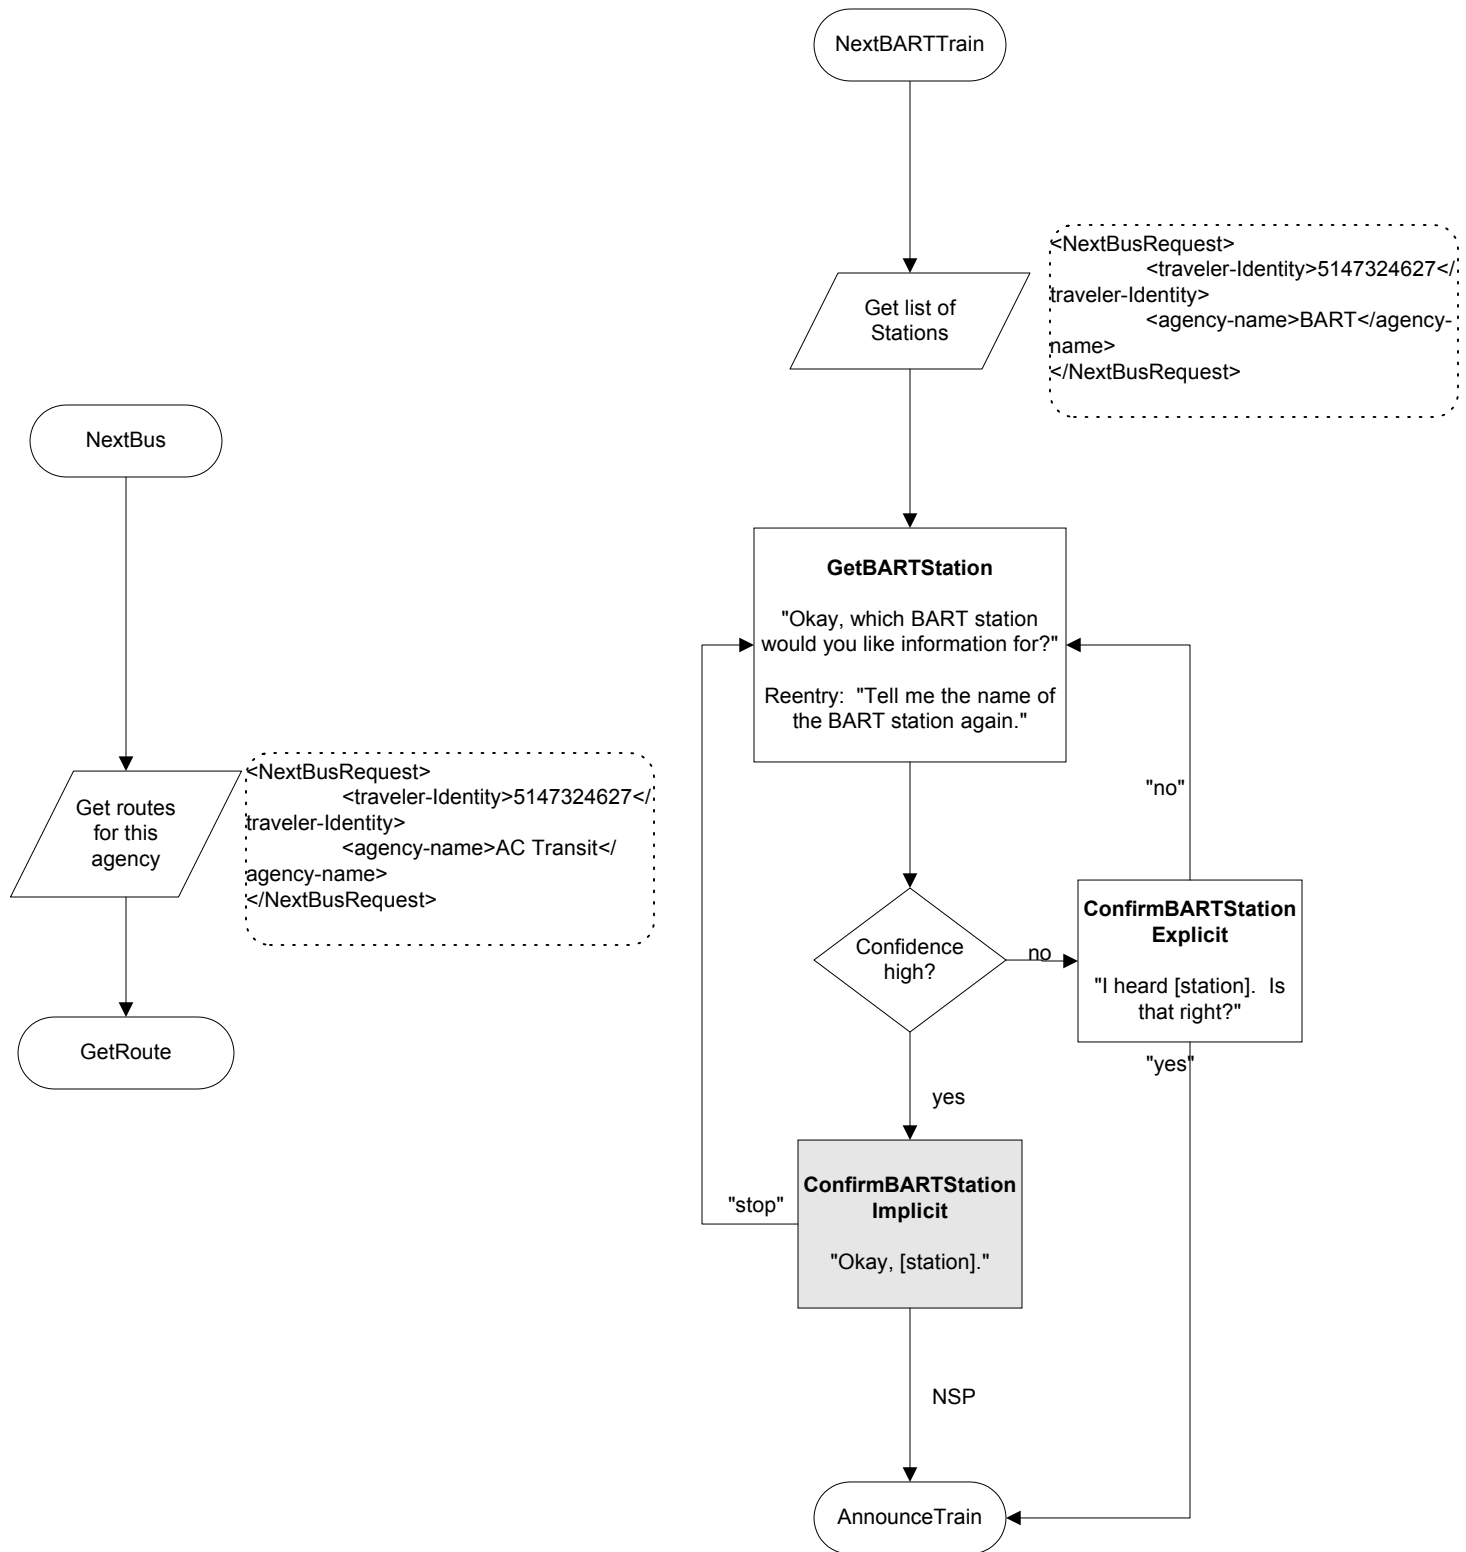 NextBARTTrain
Get list of
Stations
<NextBusRequest>
<traveler-Identity>5147324627</
traveler-Identity>
<agency-name>BART</agency-
name>
</NextBusRequest>
NextBus
Get routes
for this
agency
<NextBusRequest>
<traveler-Identity>5147324627</
traveler-Identity>
<agency-name>AC Transit</
agency-name>
</NextBusRequest>
GetRoute
GetBARTStation
"Okay, which BART station
would you like information for?"
Reentry:  "Tell me the name of
the BART station again."
"no"
Confidence
high?
no
ConfirmBARTStation
Explicit
"I heard [station].  Is
that right?"
"yes"
yes
"stop"
ConfirmBARTStation
Implicit
"Okay, [station]."
NSP
AnnounceTrain